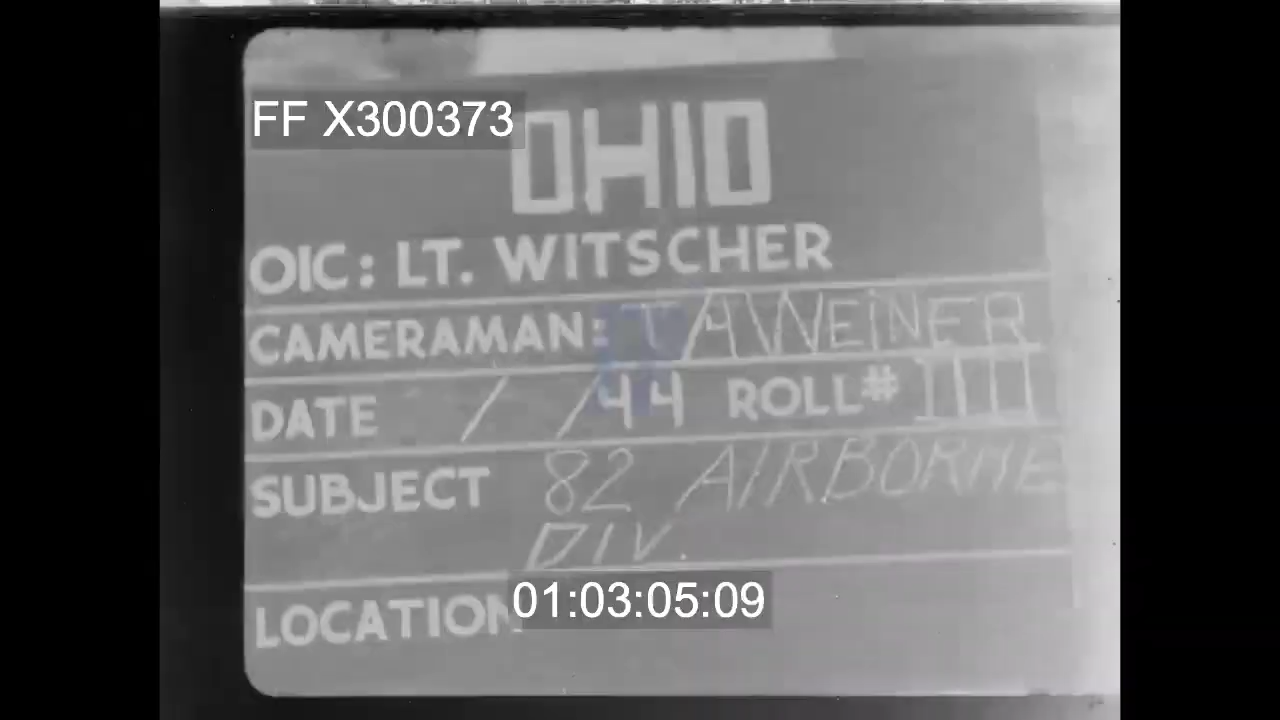 FF X300373
OHIO
OIC: LT. WITSCHER
CAMERAMAN: T/4 WEINER
DATE / /44 ROLL# III
SUBJECT 82 AIRBORNE
DIV.
LOCATION
01:03:05:09